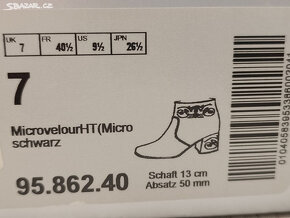 SBAZAR.CZ
UK FR US JPN
7 40½ 9½ 26½
7
MicrovelourHT(Micro
schwarz
95.862.40
Schaft 13 cm
Absatz 50 mm